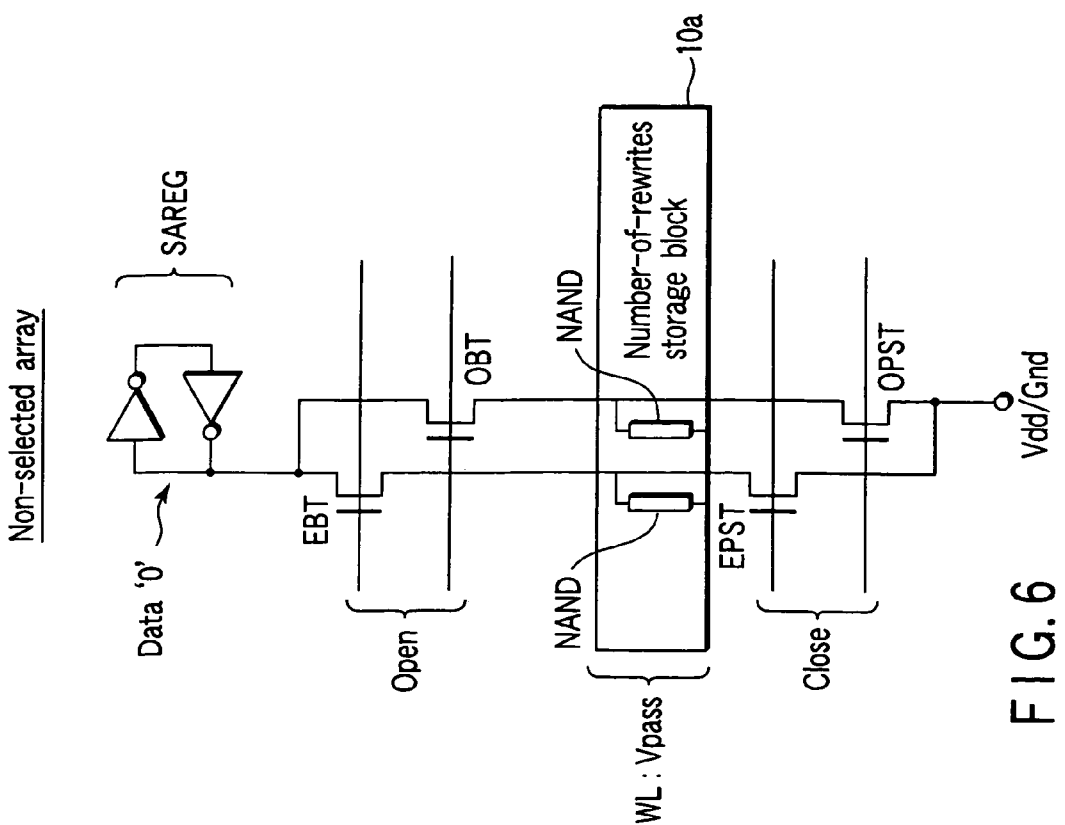 Non-selected array
SAREG
Data ‘0’
EBT
OBT
Open
NAND
NAND
Number-of-rewrites
storage block
10a
WL : Vpass
EPST
OPST
Close
Vdd/Gnd
FIG. 6